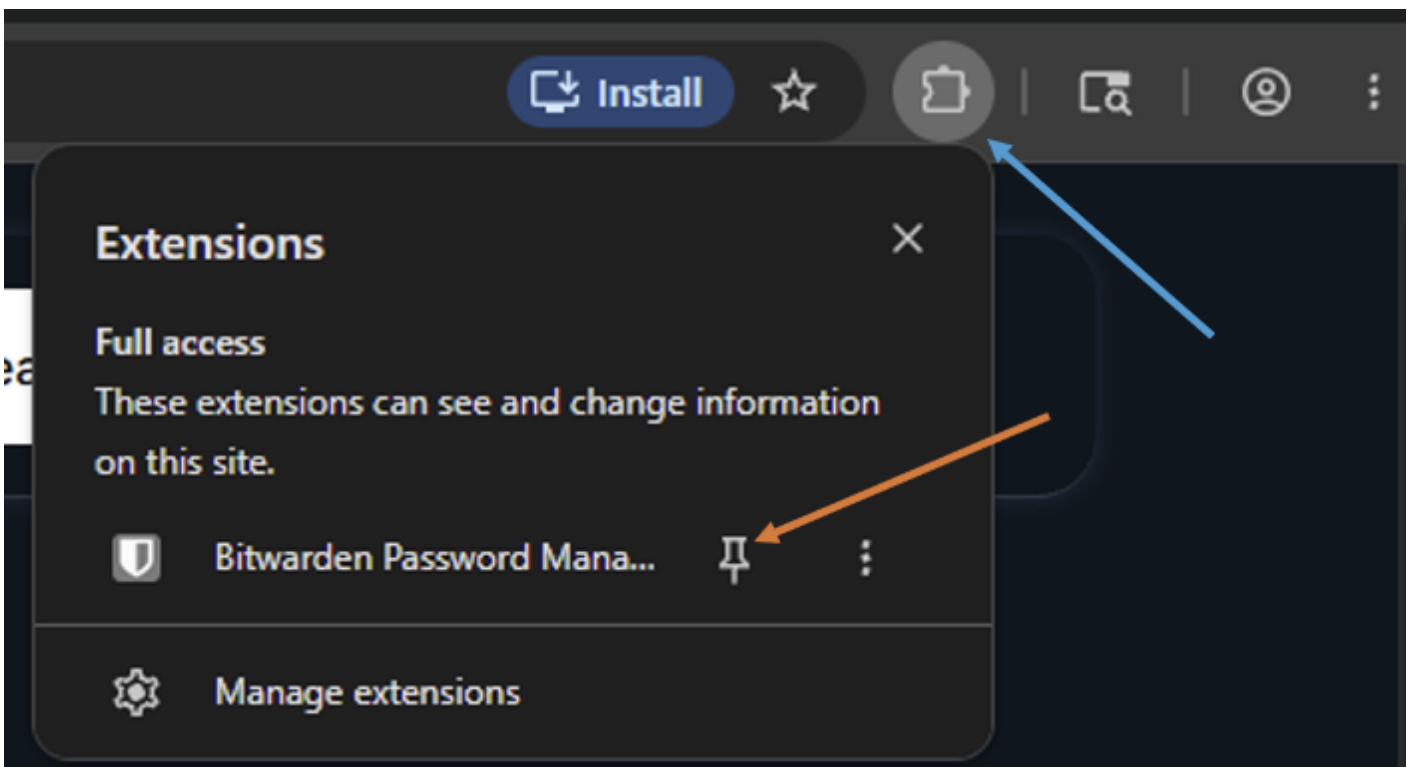 Install
Extensions
Full access
ea
These extensions can see and change information
on this site.
Bitwarden Password Mana...
Manage extensions